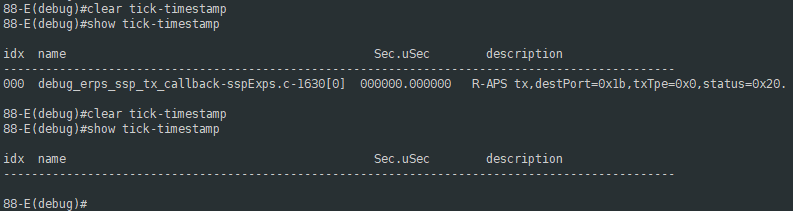 88-E(debug)#clear tick-timestamp
88-E(debug)#show tick-timestamp
idx  name                                            Sec.uSec        description
------------------------------------------------------------------------------------------------
000  debug_erps_ssp_tx_callback-sspExps.c-1630[0]  000000.000000   R-APS tx,destPort=0x1b,txTpe=0x0,status=0x20.
88-E(debug)#clear tick-timestamp
88-E(debug)#show tick-timestamp
idx  name                                            Sec.uSec        description
------------------------------------------------------------------------------------------------
88-E(debug)#